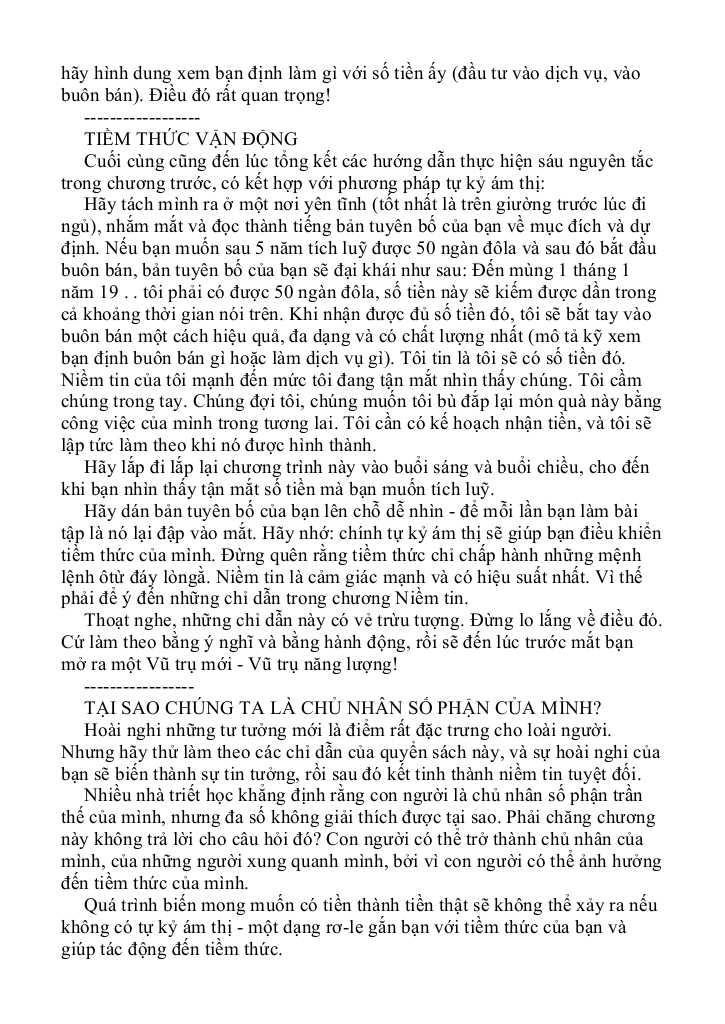 hãy hình dung xem bạn định làm gì với số tiền ấy (đầu tư vào dịch vụ, vào
buôn bán). Điều đó rất quan trọng!
------------------
TIỀM THỨC VẬN ĐỘNG
Cuối cùng cũng đến lúc tổng kết các hướng dẫn thực hiện sáu nguyên tắc
trong chương trước, có kết hợp với phương pháp tự kỷ ám thị:
Hãy tách mình ra ở một nơi yên tĩnh (tốt nhất là trên giường trước lúc đi
ngủ), nhắm mắt và đọc thành tiếng bản tuyên bố của bạn về mục đích và dự
định. Nếu bạn muốn sau 5 năm tích luỹ được 50 ngàn đôla và sau đó bắt đầu
buôn bán, bản tuyên bố của bạn sẽ đại khái như sau: Đến mùng 1 tháng 1
năm 19 . . tôi phải có được 50 ngàn đôla, số tiền này sẽ kiếm được dần trong
cả khoảng thời gian nói trên. Khi nhận được đủ số tiền đó, tôi sẽ bắt tay vào
buôn bán một cách hiệu quả, đa dạng và có chất lượng nhất (mô tả kỹ xem
bạn định buôn bán gì hoặc làm dịch vụ gì). Tôi tin là tôi sẽ có số tiền đó.
Niềm tin của tôi mạnh đến mức tôi đang tận mắt nhìn thấy chúng. Tôi cầm
chúng trong tay. Chúng đợi tôi, chúng muốn tôi bù đắp lại món quà này bằng
công việc của mình trong tương lai. Tôi cần có kế hoạch nhận tiền, và tôi sẽ
lập tức làm theo khi nó được hình thành.
Hãy lắp đi lắp lại chương trình này vào buổi sáng và buổi chiều, cho đến
khi bạn nhìn thấy tận mắt số tiền mà bạn muốn tích luỹ.
Hãy dán bản tuyên bố của bạn lên chỗ dễ nhìn - để mỗi lần bạn làm bài
tập là nó lại đập vào mắt. Hãy nhớ: chính tự kỷ ám thị sẽ giúp bạn điều khiển
tiềm thức của mình. Đừng quên rằng tiềm thức chỉ chấp hành những mệnh
lệnh ôtừ đáy lòngẳ. Niềm tin là cảm giác mạnh và có hiệu suất nhất. Vì thế
phải để ý đến những chỉ dẫn trong chương Niềm tin.
Thoạt nghe, những chỉ dẫn này có vẻ trừu tượng. Đừng lo lắng về điều đó.
Cứ làm theo bằng ý nghĩ và bằng hành động, rồi sẽ đến lúc trước mắt bạn
mở ra một Vũ trụ mới - Vũ trụ năng lượng!
-----------------
TẠI SAO CHÚNG TA LÀ CHỦ NHÂN SỐ PHẬN CỦA MÌNH?
Hoài nghi những tư tưởng mới là điểm rất đặc trưng cho loài người.
Nhưng hãy thử làm theo các chỉ dẫn của quyển sách này, và sự hoài nghi của
bạn sẽ biến thành sự tin tưởng, rồi sau đó kết tinh thành niềm tin tuyệt đối.
Nhiều nhà triết học khẳng định rằng con người là chủ nhân số phận trần
thế của mình, nhưng đa số không giải thích được tại sao. Phải chăng chương
này không trả lời cho câu hỏi đó? Con người có thể trở thành chủ nhân của
mình, của những người xung quanh mình, bởi vì con người có thể ảnh hưởng
đến tiềm thức của mình.
Quá trình biến mong muốn có tiền thành tiền thật sẽ không thể xảy ra nếu
không có tự kỷ ám thị - một dạng rơ-le gắn bạn với tiềm thức của bạn và
giúp tác động đến tiềm thức.